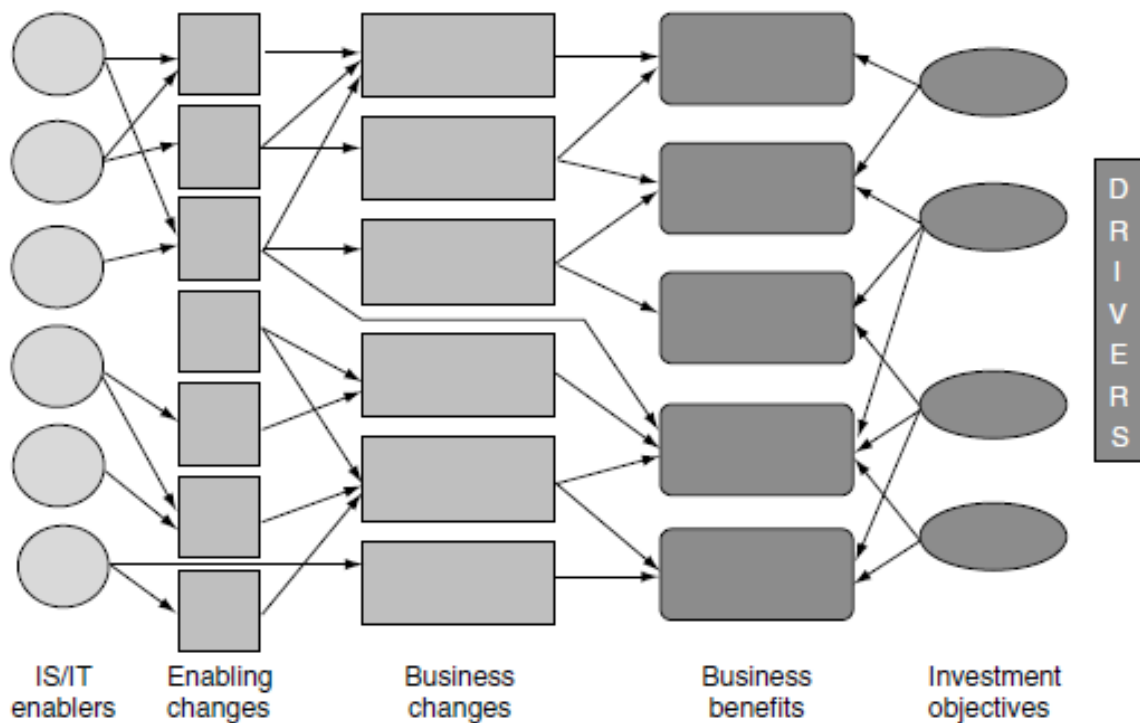 D
R
I
V
E
R
S
IS/IT
enablers
Enabling
changes
Business
changes
Business
benefits
Investment
objectives